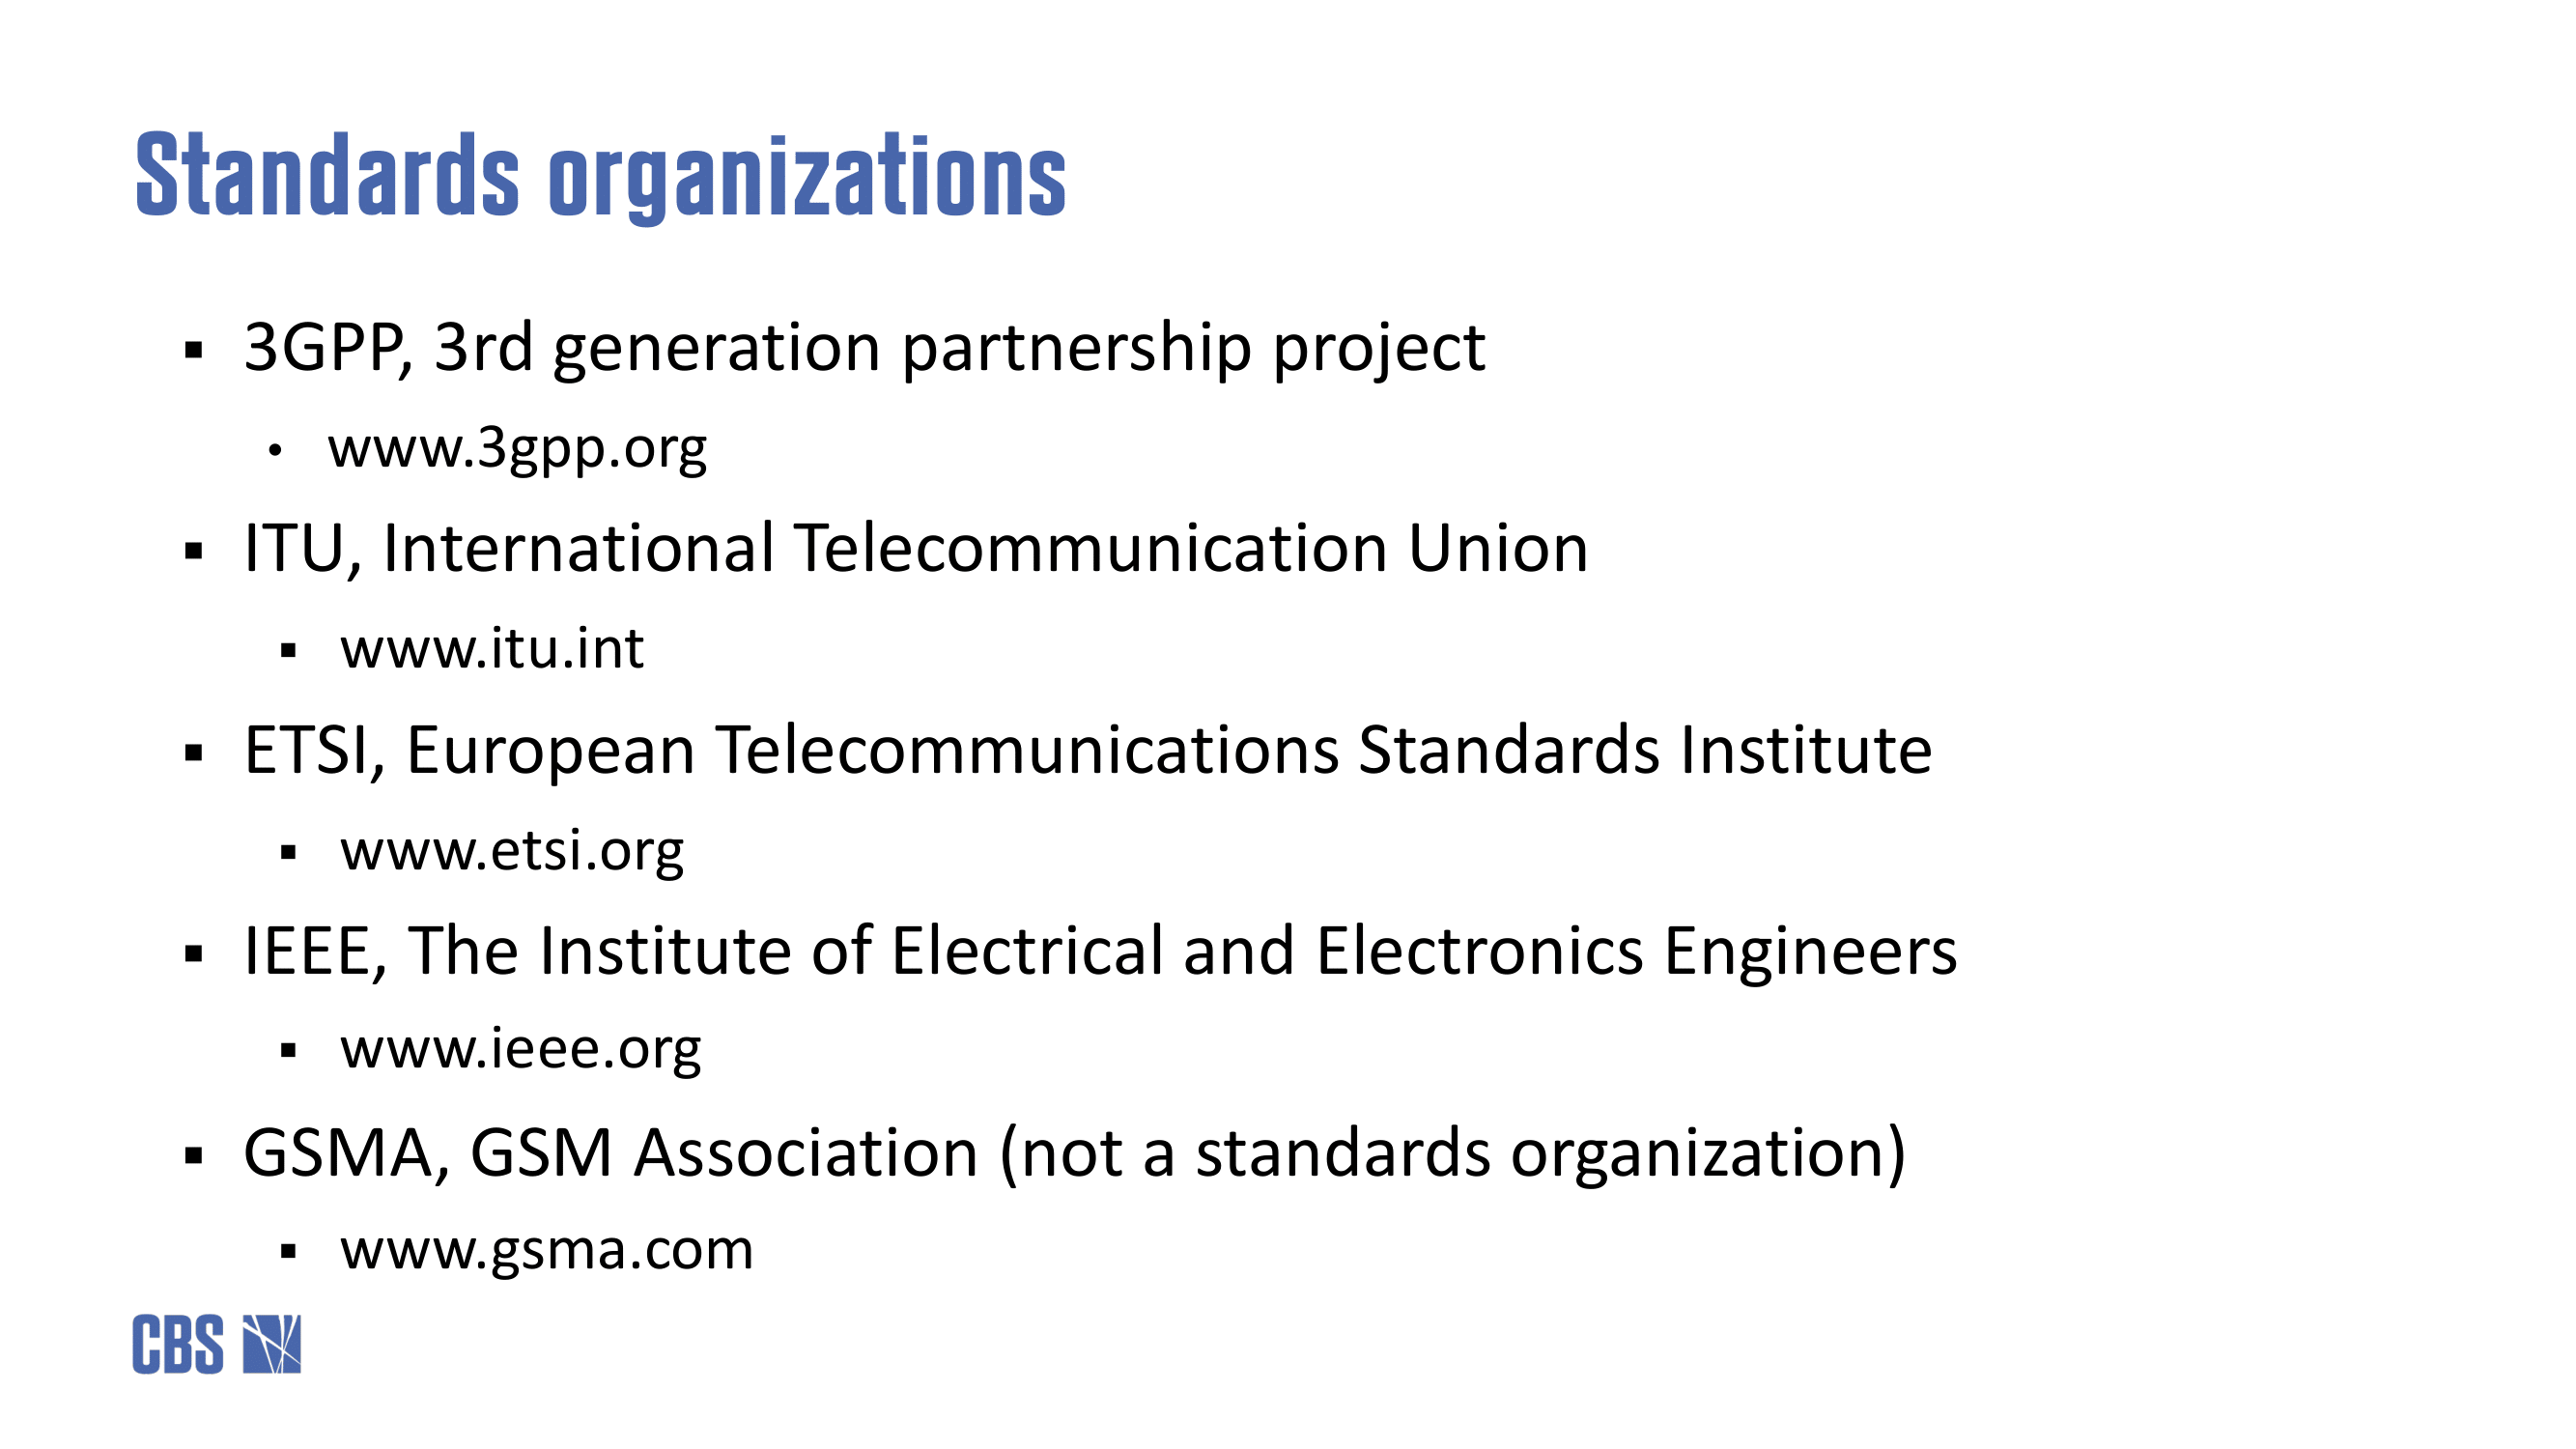 Standards organizations
▪ 3GPP, 3rd generation partnership project
• www.3gpp.org
▪ ITU, International Telecommunication Union
▪ www.itu.int
▪ ETSI, European Telecommunications Standards Institute
▪ www.etsi.org
▪ IEEE, The Institute of Electrical and Electronics Engineers
▪ www.ieee.org
▪ GSMA, GSM Association (not a standards organization)
▪ www.gsma.com
CBS